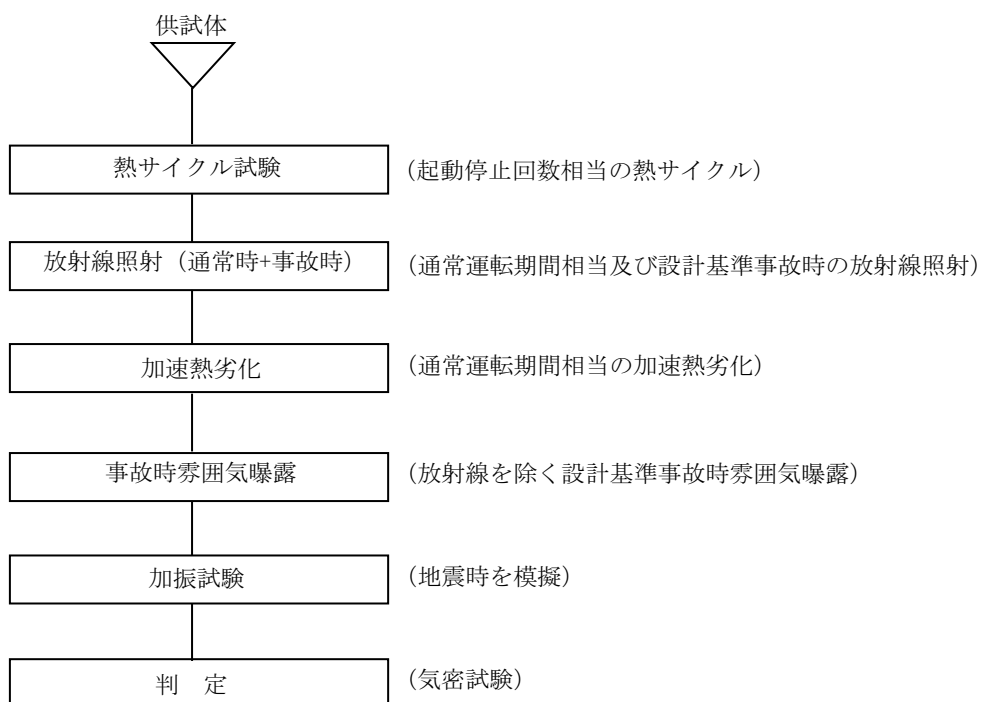 供試体
熱サイクル試験
（起動停止回数相当の熱サイクル）
放射線照射（通常時+事故時）
（通常運転期間相当及び設計基準事故時の放射線照射）
加速熱劣化
（通常運転期間相当の加速熱劣化）
事故時雰囲気曝露
（放射線を除く設計基準事故時雰囲気曝露）
加振試験
（地震時を模擬）
判　定
（気密試験）